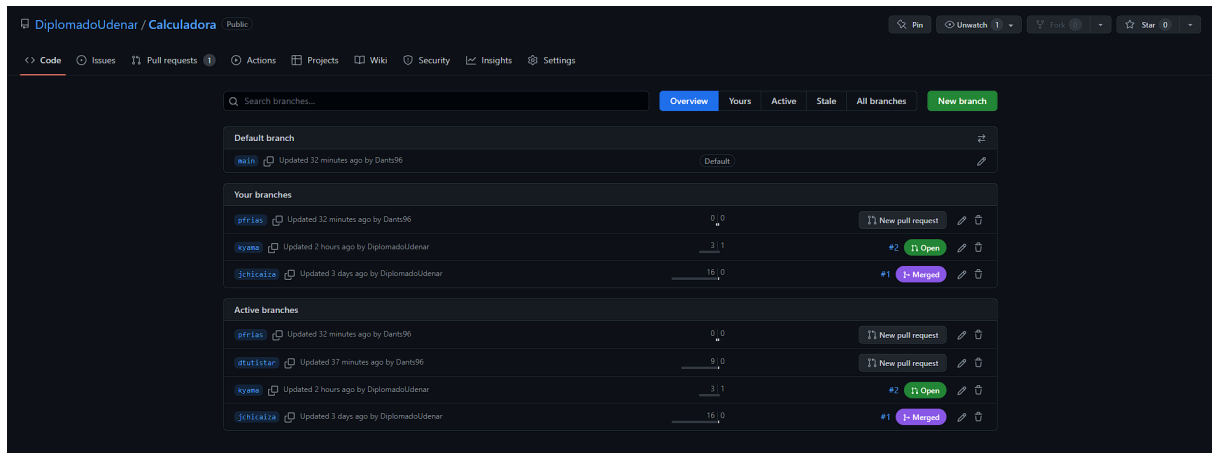 DiplomadoUdenar / Calculadora Public Pin Unwatch 1 Fork 0 Star 0
Code Issues Pull requests 1 Actions Projects Wiki Security Insights Settings
Search branches... Overview Yours Active Stale All branches New branch
Default branch
main Updated 32 minutes ago by Dants96 Default
Your branches
pfrias Updated 32 minutes ago by Dants96 0 0 New pull request
kyama Updated 2 hours ago by DiplomadoUdenar 3 1 #2 Open
jchicaiza Updated 3 days ago by DiplomadoUdenar 16 0 #1 Merged
Active branches
pfrias Updated 32 minutes ago by Dants96 0 0 New pull request
dtutistar Updated 37 minutes ago by Dants96 9 0 New pull request
kyama Updated 2 hours ago by DiplomadoUdenar 3 1 #2 Open
jchicaiza Updated 3 days ago by DiplomadoUdenar 16 0 #1 Merged